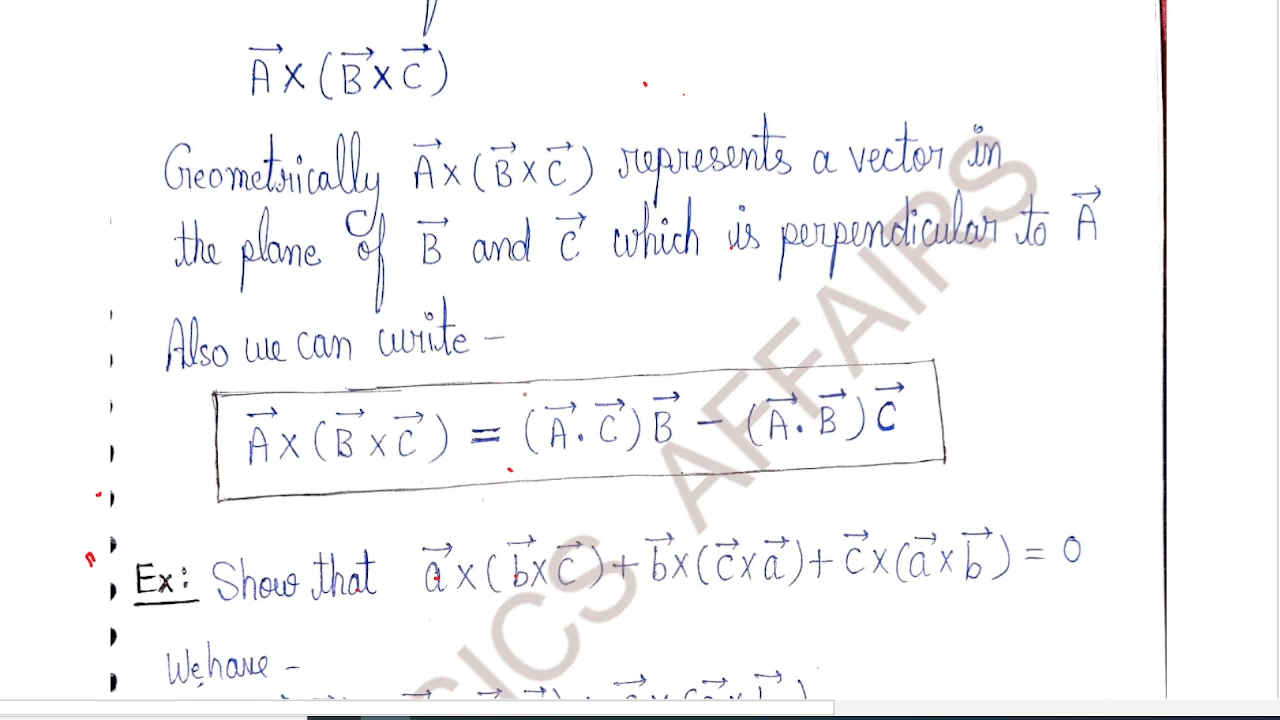 A⃗ × (B⃗ × C⃗)
Geometrically A⃗ × (B⃗ × C⃗) represents a vector in
the plane of B⃗ and C⃗ which is perpendicular to A⃗
Also we can write –
A⃗ × (B⃗ × C⃗) = (A⃗ . C⃗) B⃗ – (A⃗ . B⃗) C⃗
Ex: Show that a⃗ × (b⃗ × c⃗) + b⃗ × (c⃗ × a⃗) + c⃗ × (a⃗ × b⃗) = 0
We have –
AFFAIRS